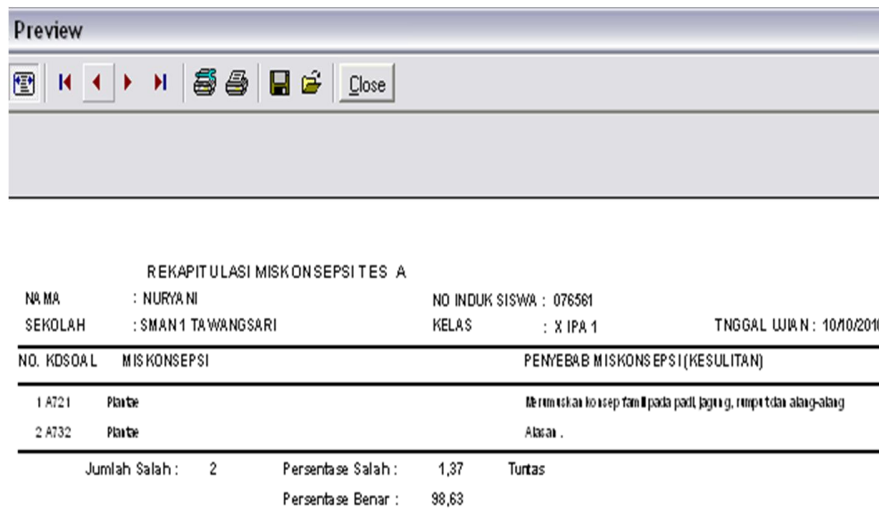 Preview
Close
REKAPITULASI MISKONSEPSI TES A
NAMA : NURYANI NO INDUK SISWA : 076561
SEKOLAH : SMAN 1 TAWANGSARI KELAS : X IPA 1 TNGGAL UJIAN : 10/10/2010
NO. KDSOAL MISKONSEPSI PENYEBAB MISKONSEPSI (KESULITAN)
1 A721 Plantae Merumuskan konsep famili pada padi, jagung, rumput dan alang-alang
2 A732 Plantae Alasan .
Jumlah Salah : 2 Persentase Salah : 1,37 Tuntas
Persentase Benar : 98,63